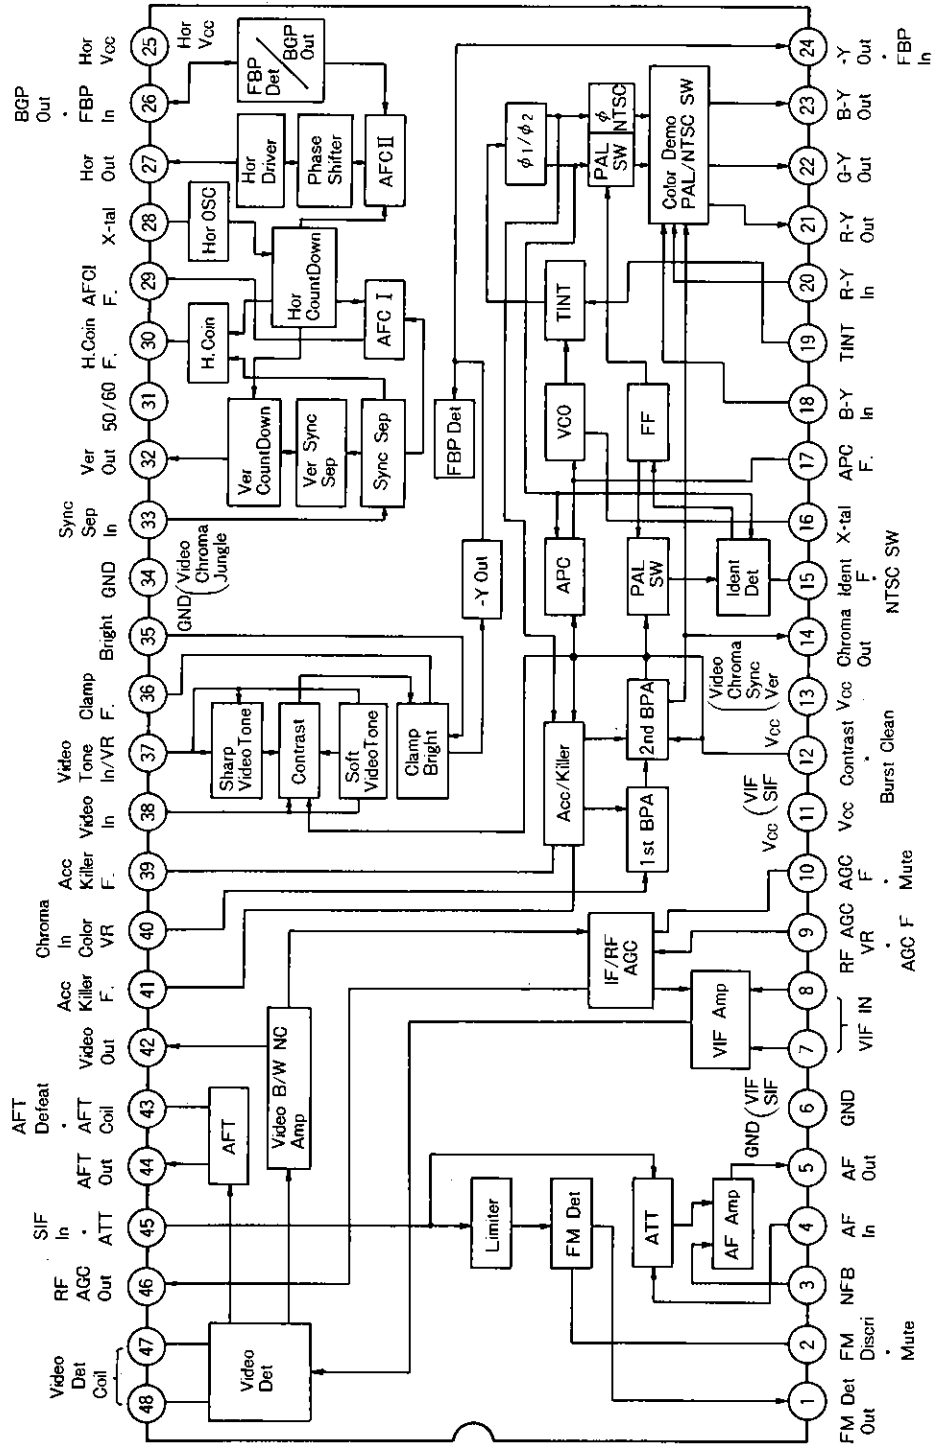 Video
Det
Coil
48
47
RF
AGC
Out
46
SIF
In
·
ATT
45
AFT
Out
44
AFT
Defeat
·
AFT
Coil
43
Video
Out
42
Acc
Killer
F.
41
Chroma
In
Color
VR
40
Acc
Killer
F.
39
Video
In
38
Video
Tone
In/VR
37
Clamp
F.
36
Bright
35
GND
34
Sync
Sep
In
33
Ver
Out
32
50/60
31
H.Coin
F.
30
AFCI
F.
29
X-tal
28
Hor
Out
27
BGP
Out
·
FBP
In
26
Hor
Vcc
25
GND (Video
Chroma
Jungle
Hor
Vcc
Video
Det
AFT
Video B/W NC
Amp
Sharp
Video Tone
Contrast
Soft
Video Tone
Clamp
Bright
Ver
CountDown
Ver Sync
Sep
Sync Sep
H.Coin
Hor OSC
Hor
CountDown
AFC I
Hor
Driver
Phase
Shifter
AFC II
FBP
Det
BGP
Out
Limiter
FM Det
ATT
AF Amp
IF/RF
AGC
VIF Amp
Acc/Killer
1st BPA
2nd BPA
-Y Out
FBP Det
APC
PAL
SW
Ident
Det
VCO
FF
TINT
ϕ1/ϕ2
PAL
SW
ϕ
NTSC
Color Demo
PAL/NTSC SW
GND (VIF
SIF
Vcc (VIF
SIF
Vcc (Video
Chroma
Sync
Ver
1
FM Det
Out
2
FM
Discri
·
Mute
3
NFB
4
AF
In
5
AF
Out
6
GND
7
8
VIF IN
9
RF AGC
VR
·
AGC F
10
AGC
F
·
Mute
11
Vcc
12
Contrast
·
Burst Clean
13
Vcc
14
Chroma
Out
15
Ident
F
·
NTSC SW
16
X-tal
17
APC
F.
18
B-Y
In
19
TINT
20
R-Y
In
21
R-Y
Out
22
G-Y
Out
23
B-Y
Out
24
-Y
Out
·
FBP
In